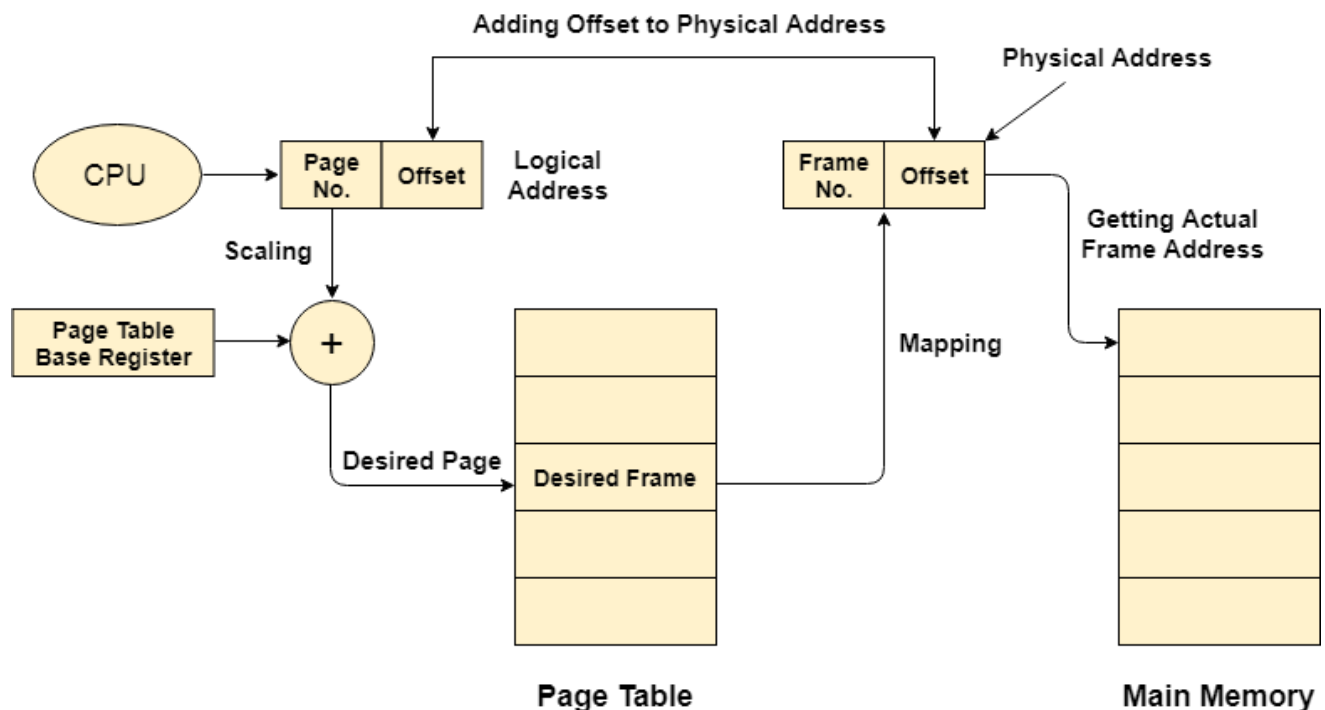 Adding Offset to Physical Address
Physical Address
CPU
Page
No.
Offset
Logical
Address
Frame
No.
Offset
Scaling
Getting Actual
Frame Address
Page Table
Base Register
+
Mapping
Desired Page
Desired Frame
Page Table
Main Memory